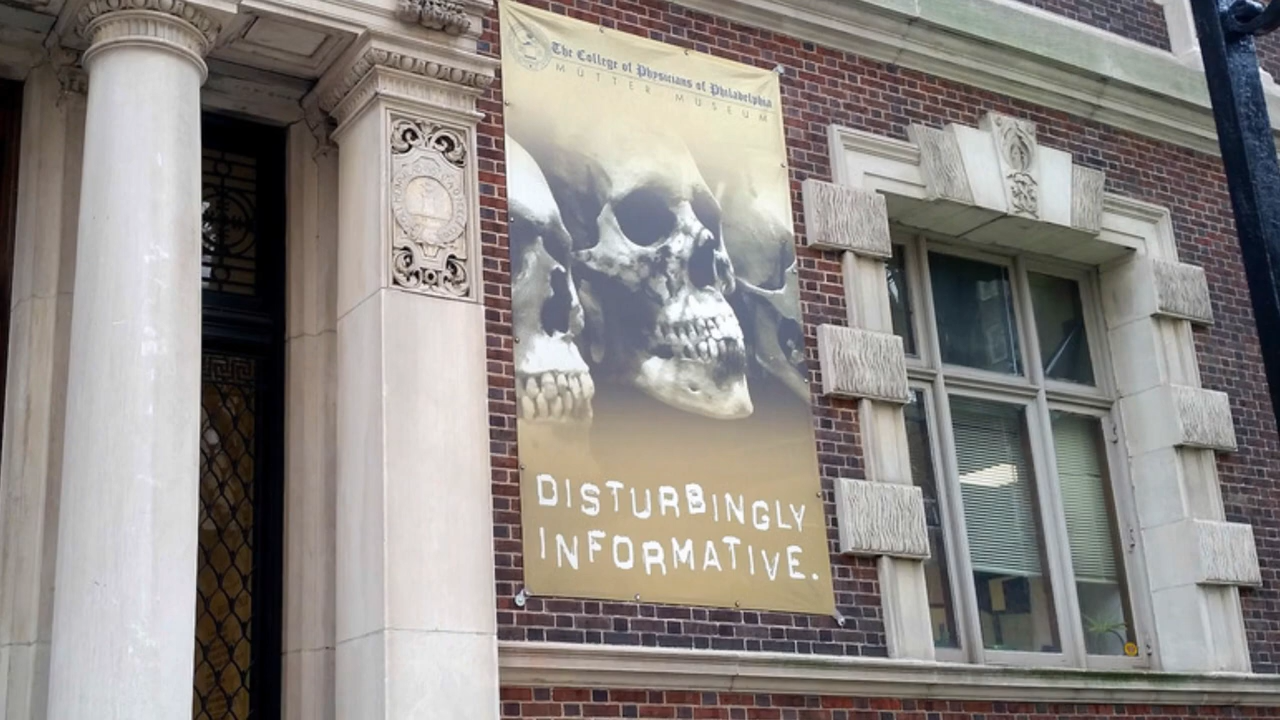 The College of Physicians of Philadelphia
MÜTTER MUSEUM
DISTURBINGLY
INFORMATIVE.